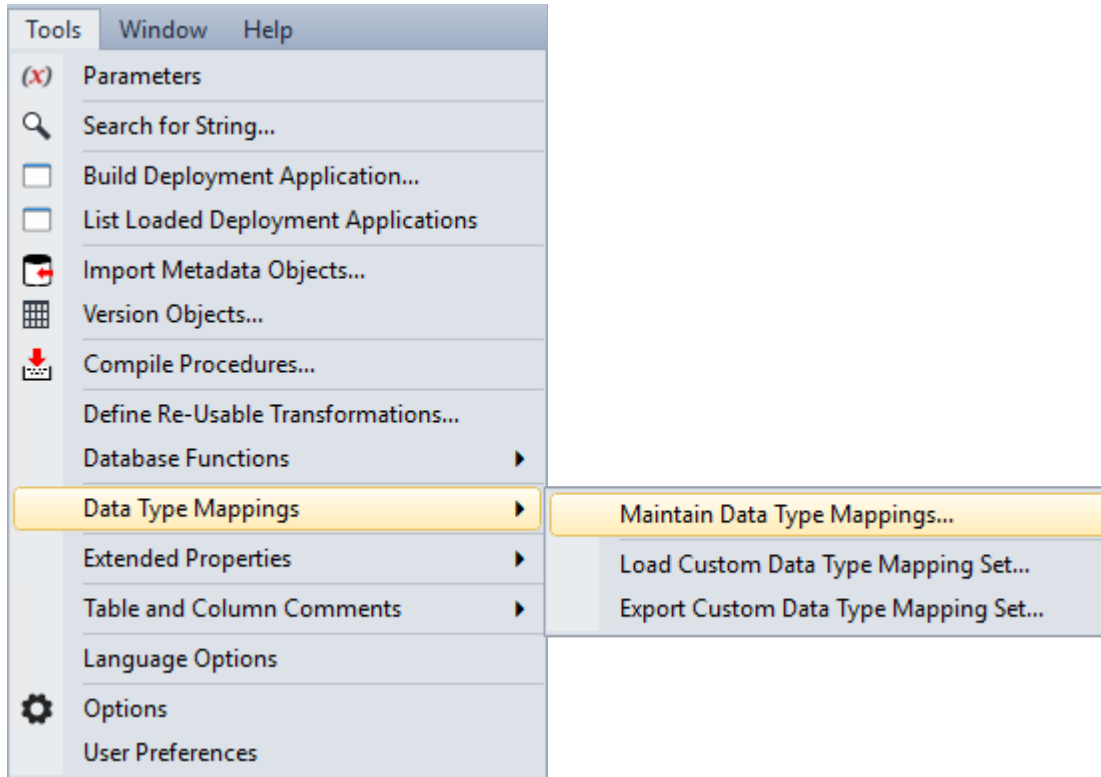 Tools Window Help
(x) Parameters
Search for String...
Build Deployment Application...
List Loaded Deployment Applications
Import Metadata Objects...
Version Objects...
Compile Procedures...
Define Re-Usable Transformations...
Database Functions
Data Type Mappings
Maintain Data Type Mappings...
Extended Properties
Load Custom Data Type Mapping Set...
Table and Column Comments
Export Custom Data Type Mapping Set...
Language Options
Options
User Preferences